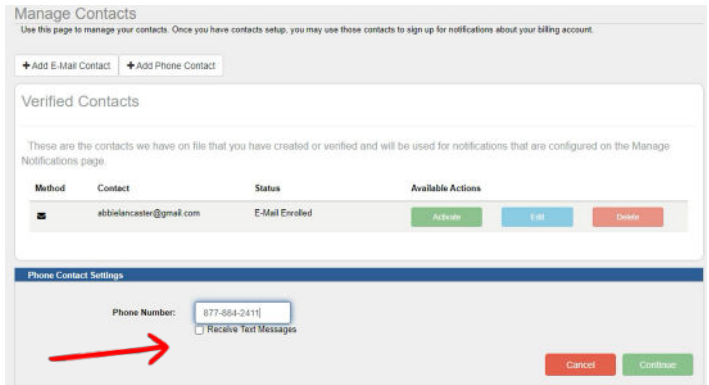 Manage Contacts
Use this page to manage your contacts. Once you have contacts setup, you may use those contacts to sign up for notifications about your billing account.
+Add E-Mail Contact +Add Phone Contact
Verified Contacts
These are the contacts we have on file that you have created or verified and will be used for notifications that are configured on the Manage
Notifications page.
Method Contact Status Available Actions
abbielancaster@gmail.com E-Mail Enrolled Activate Edit Delete
Phone Contact Settings
Phone Number: 877-864-2411
Receive Text Messages
Cancel Continue